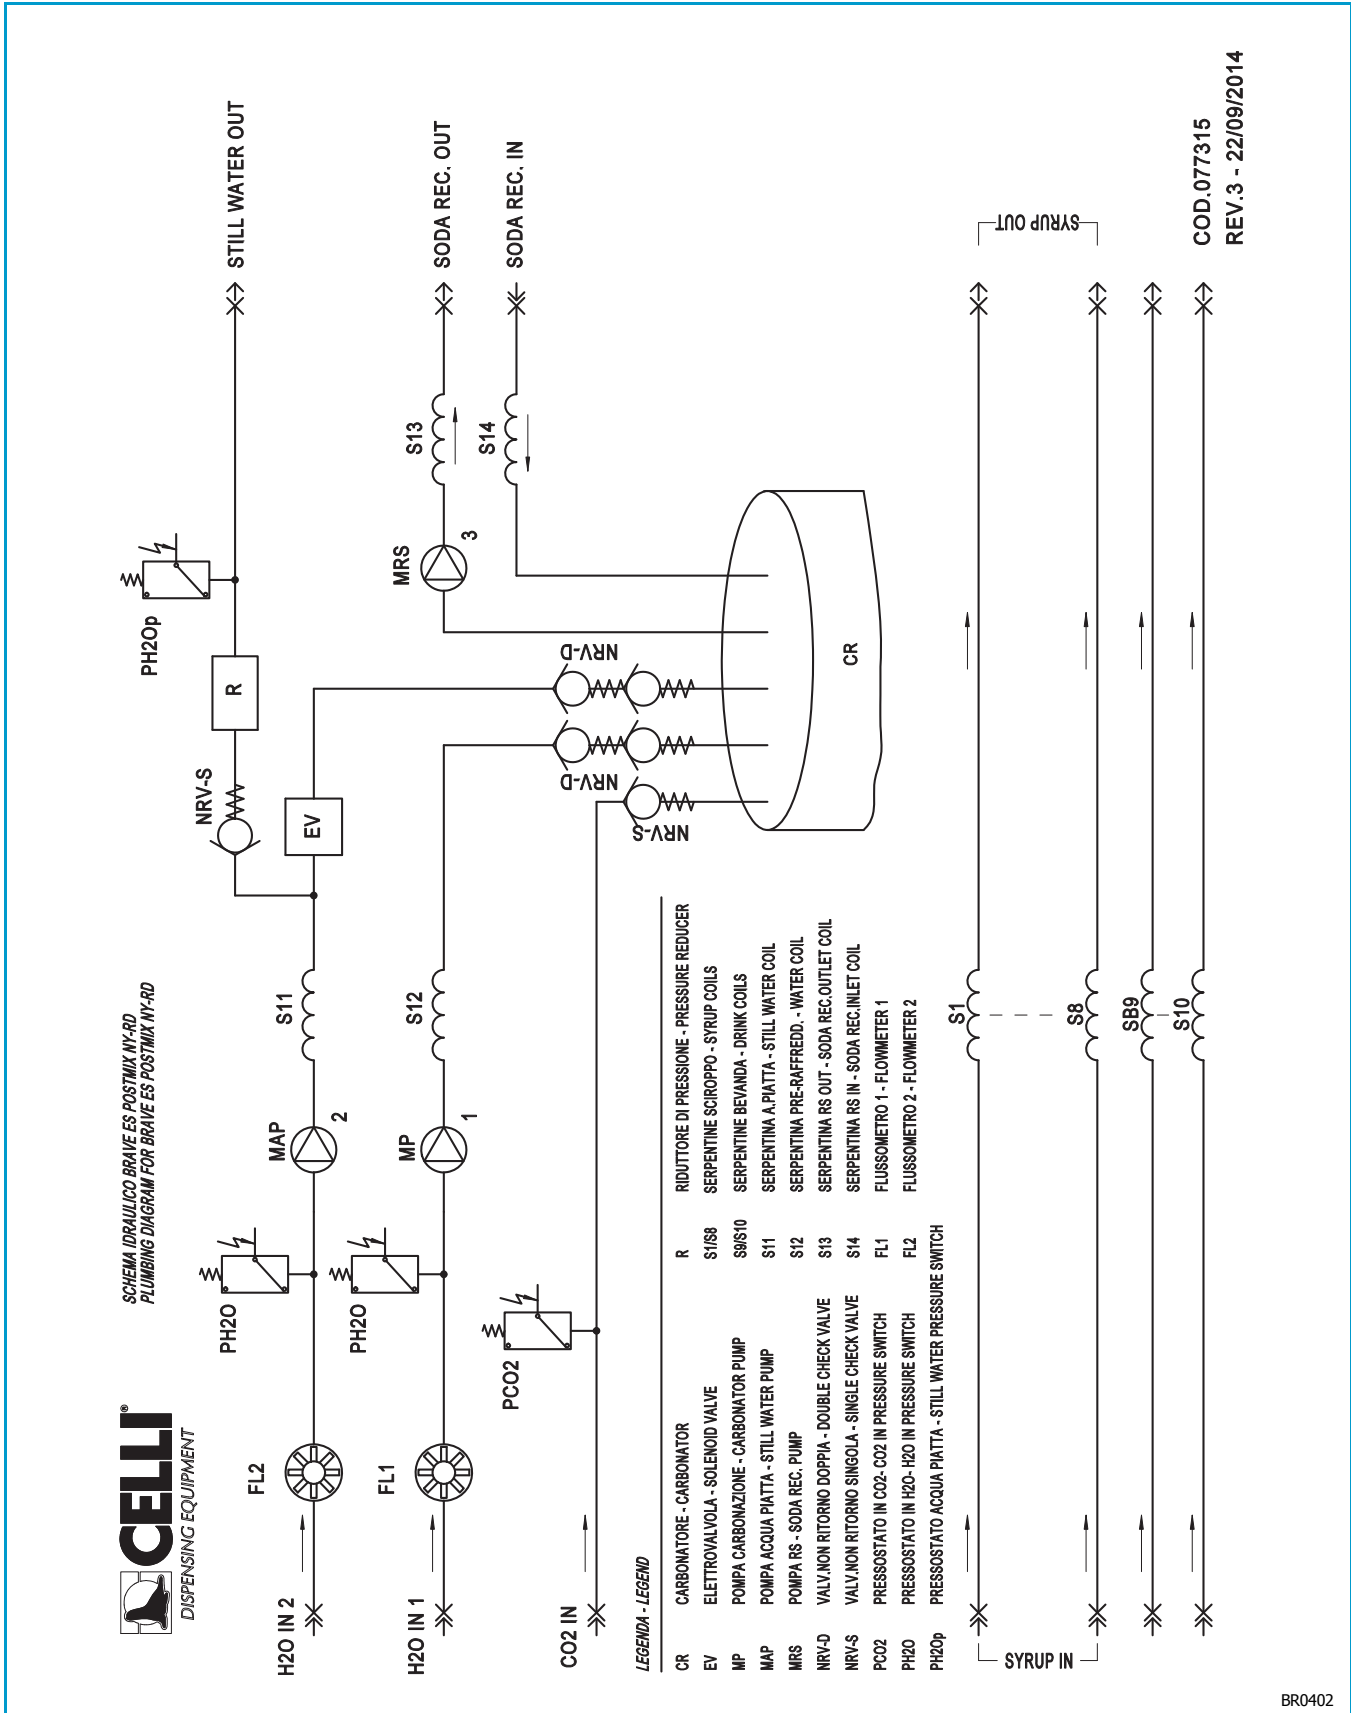 CELLI®
DISPENSING EQUIPMENT
SCHEMA IDRAULICO BRAVE ES POSTMIX NY-RD
PLUMBING DIAGRAM FOR BRAVE ES POSTMIX NY-RD
H2O IN 2
FL2
PH2O
MAP
2
S11
EV
NRV-S
R
PH2Op
STILL WATER OUT
H2O IN 1
FL1
PH2O
MP
1
S12
MRS
3
S13
SODA REC. OUT
S14
SODA REC. IN
CO2 IN
PCO2
NRV-S
NRV-D
NRV-D
CR
LEGENDA - LEGEND
CR CARBONATORE - CARBONATOR
EV ELETTROVALVOLA - SOLENOID VALVE
MP POMPA CARBONAZIONE - CARBONATOR PUMP
MAP POMPA ACQUA PIATTA - STILL WATER PUMP
MRS POMPA RS - SODA REC. PUMP
NRV-D VALV.NON RITORNO DOPPIA - DOUBLE CHECK VALVE
NRV-S VALV.NON RITORNO SINGOLA - SINGLE CHECK VALVE
PCO2 PRESSOSTATO IN CO2- CO2 IN PRESSURE SWITCH
PH2O PRESSOSTATO IN H2O- H2O IN PRESSURE SWITCH
PH2Op PRESSOSTATO ACQUA PIATTA - STILL WATER PRESSURE SWITCH
R RIDUTTORE DI PRESSIONE - PRESSURE REDUCER
S1/S8 SERPENTINE SCIROPPO - SYRUP COILS
S9/S10 SERPENTINE BEVANDA - DRINK COILS
S11 SERPENTINA A.PIATTA - STILL WATER COIL
S12 SERPENTINA PRE-RAFFREDD. - WATER COIL
S13 SERPENTINA RS OUT - SODA REC.OUTLET COIL
S14 SERPENTINA RS IN - SODA REC.INLET COIL
FL1 FLUSSOMETRO 1 - FLOWMETER 1
FL2 FLUSSOMETRO 2 - FLOWMETER 2
SYRUP IN
S1
S8
SB9
S10
SYRUP OUT
COD.077315
REV.3 - 22/09/2014
BR0402